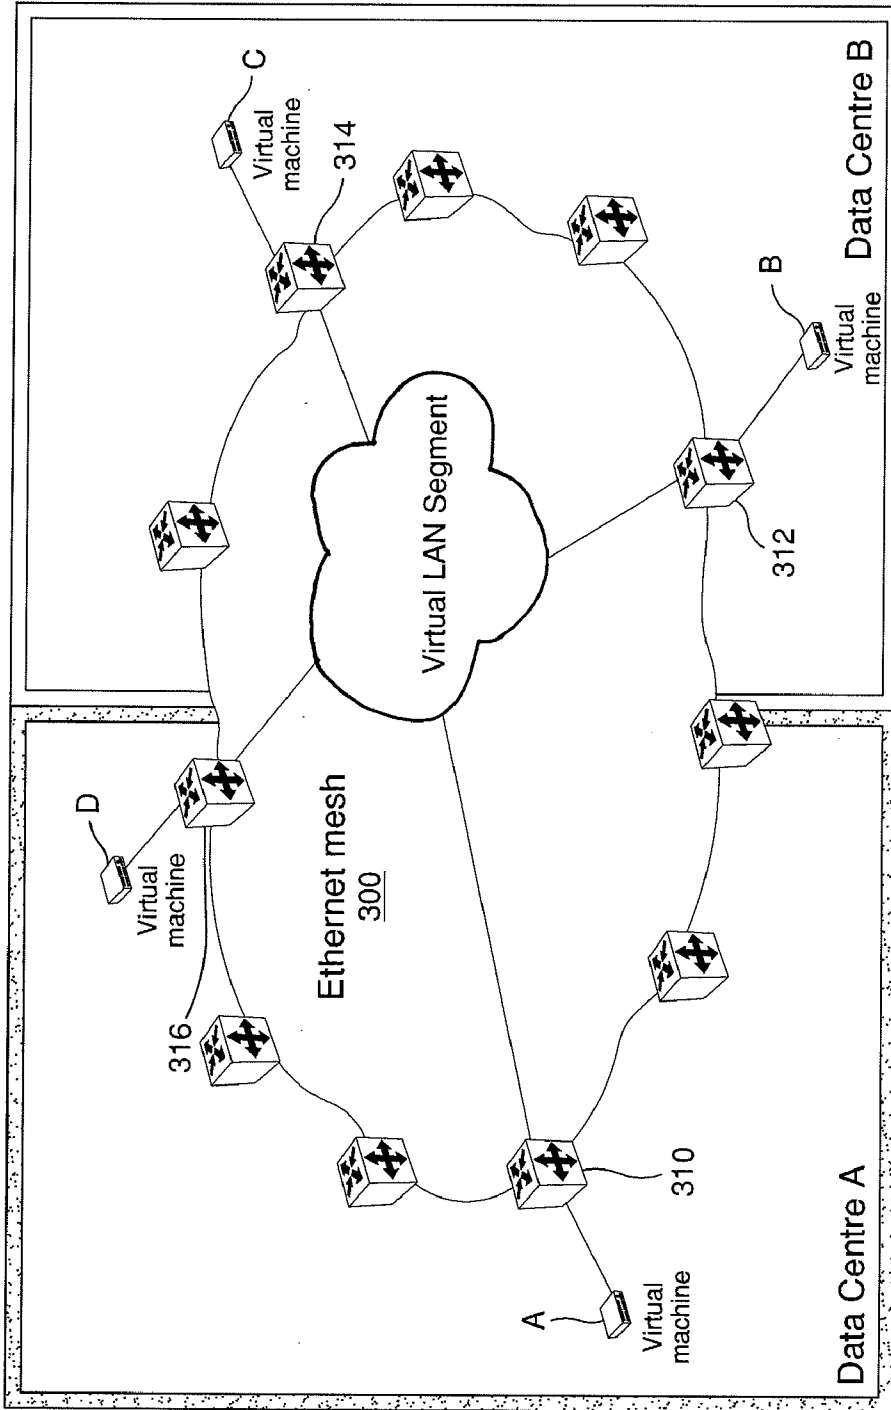 D
Virtual
machine
316
Ethernet mesh
300
A
Virtual
machine
310
Data Centre A
C
Virtual
machine
314
Virtual LAN Segment
312
B
Virtual
machine
Data Centre B